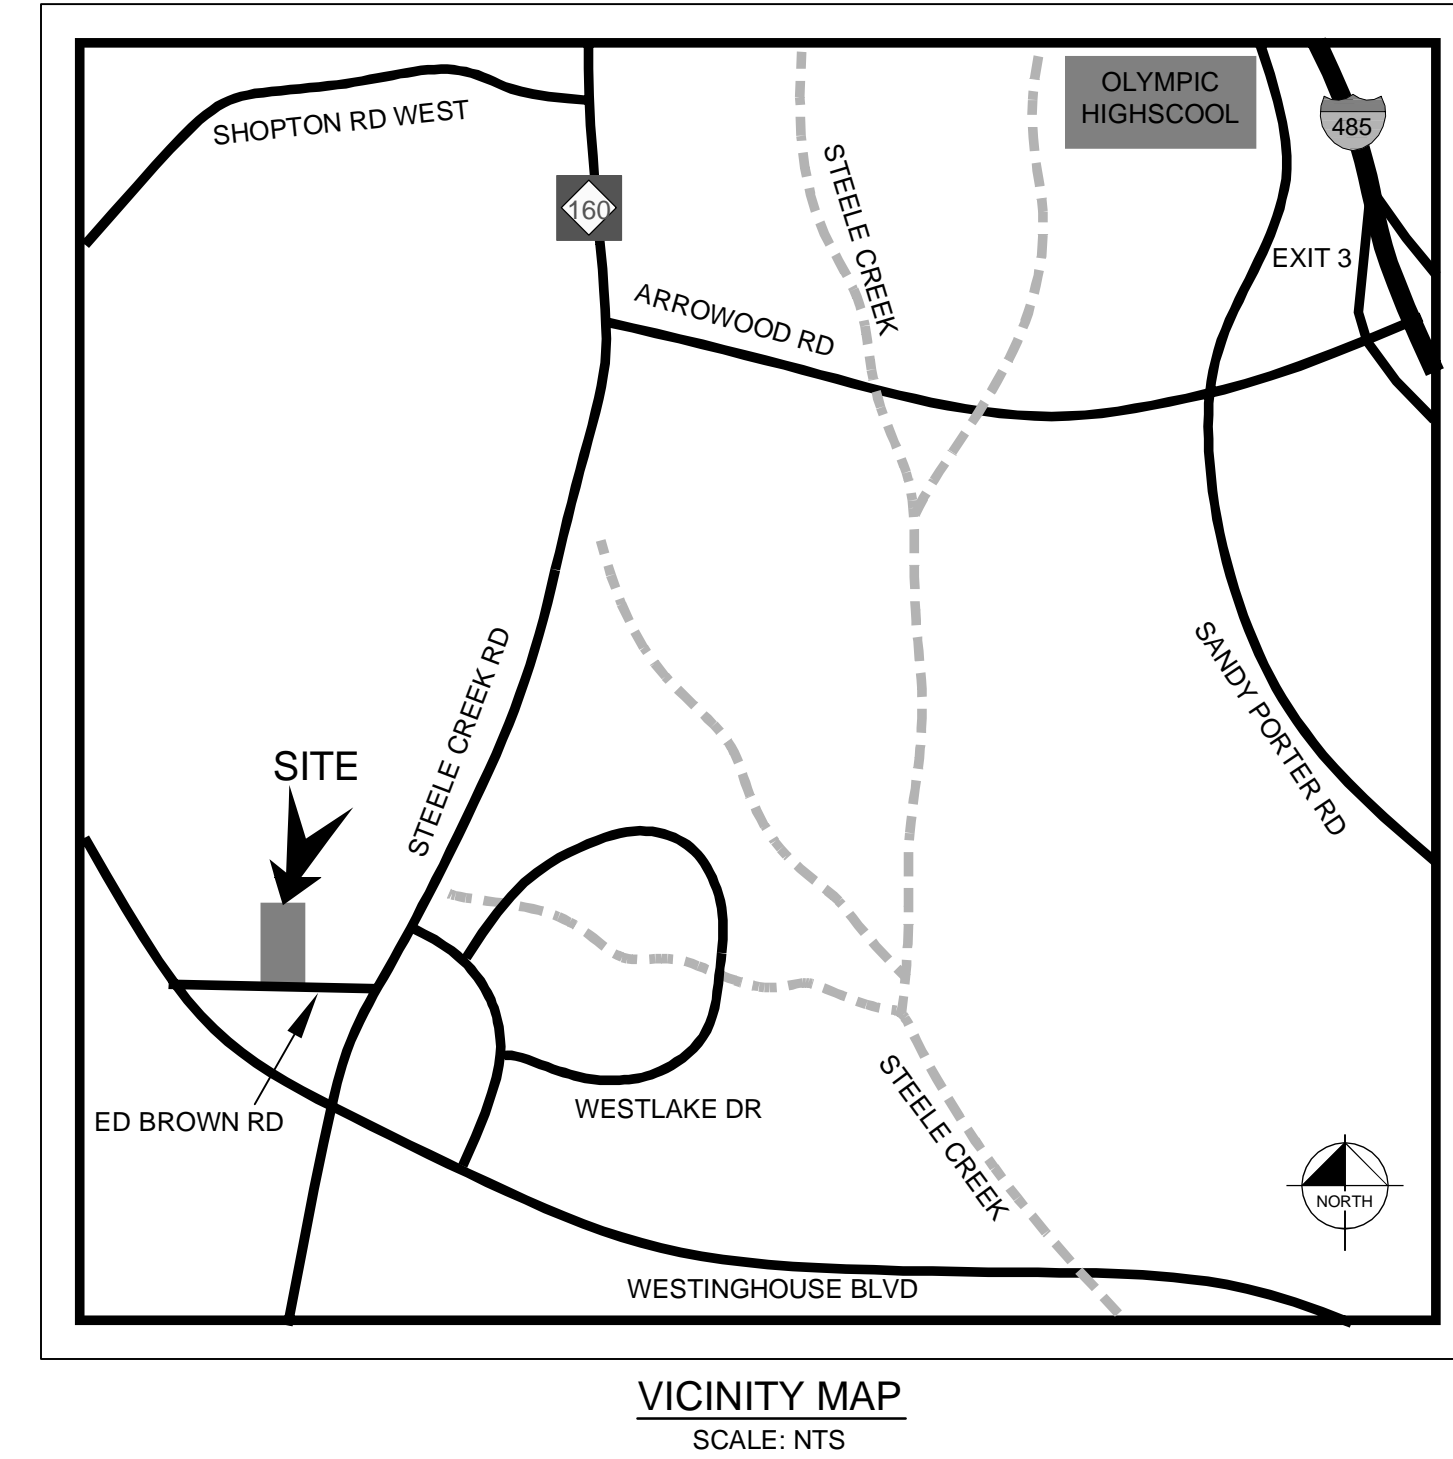 OLYMPIC
HIGHSCOOL
485
SHOPTON RD WEST
STEELE CREEK
160
EXIT 3
ARROWOOD RD
STEELE CREEK RD
SANDY PORTER RD
SITE
ED BROWN RD
WESTLAKE DR
STEELE CREEK
NORTH
WESTINGHOUSE BLVD
VICINITY MAP
SCALE: NTS